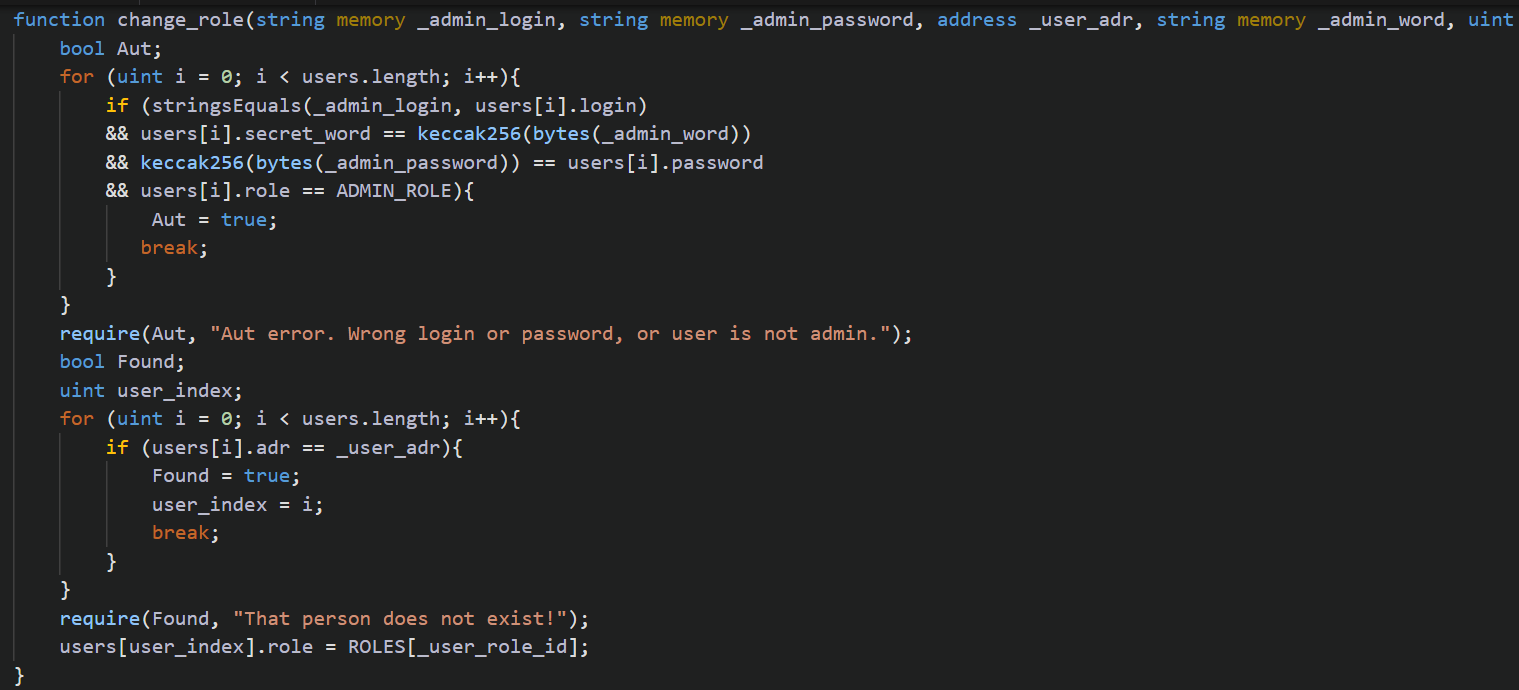 function change_role(string memory _admin_login, string memory _admin_password, address _user_adr, string memory _admin_word, uint
bool Aut;
for (uint i = 0; i < users.length; i++){
if (stringsEquals(_admin_login, users[i].login)
&& users[i].secret_word == keccak256(bytes(_admin_word))
&& keccak256(bytes(_admin_password)) == users[i].password
&& users[i].role == ADMIN_ROLE){
Aut = true;
break;
}
}
require(Aut, "Aut error. Wrong login or password, or user is not admin.");
bool Found;
uint user_index;
for (uint i = 0; i < users.length; i++){
if (users[i].adr == _user_adr){
Found = true;
user_index = i;
break;
}
}
require(Found, "That person does not exist!");
users[user_index].role = ROLES[_user_role_id];
}